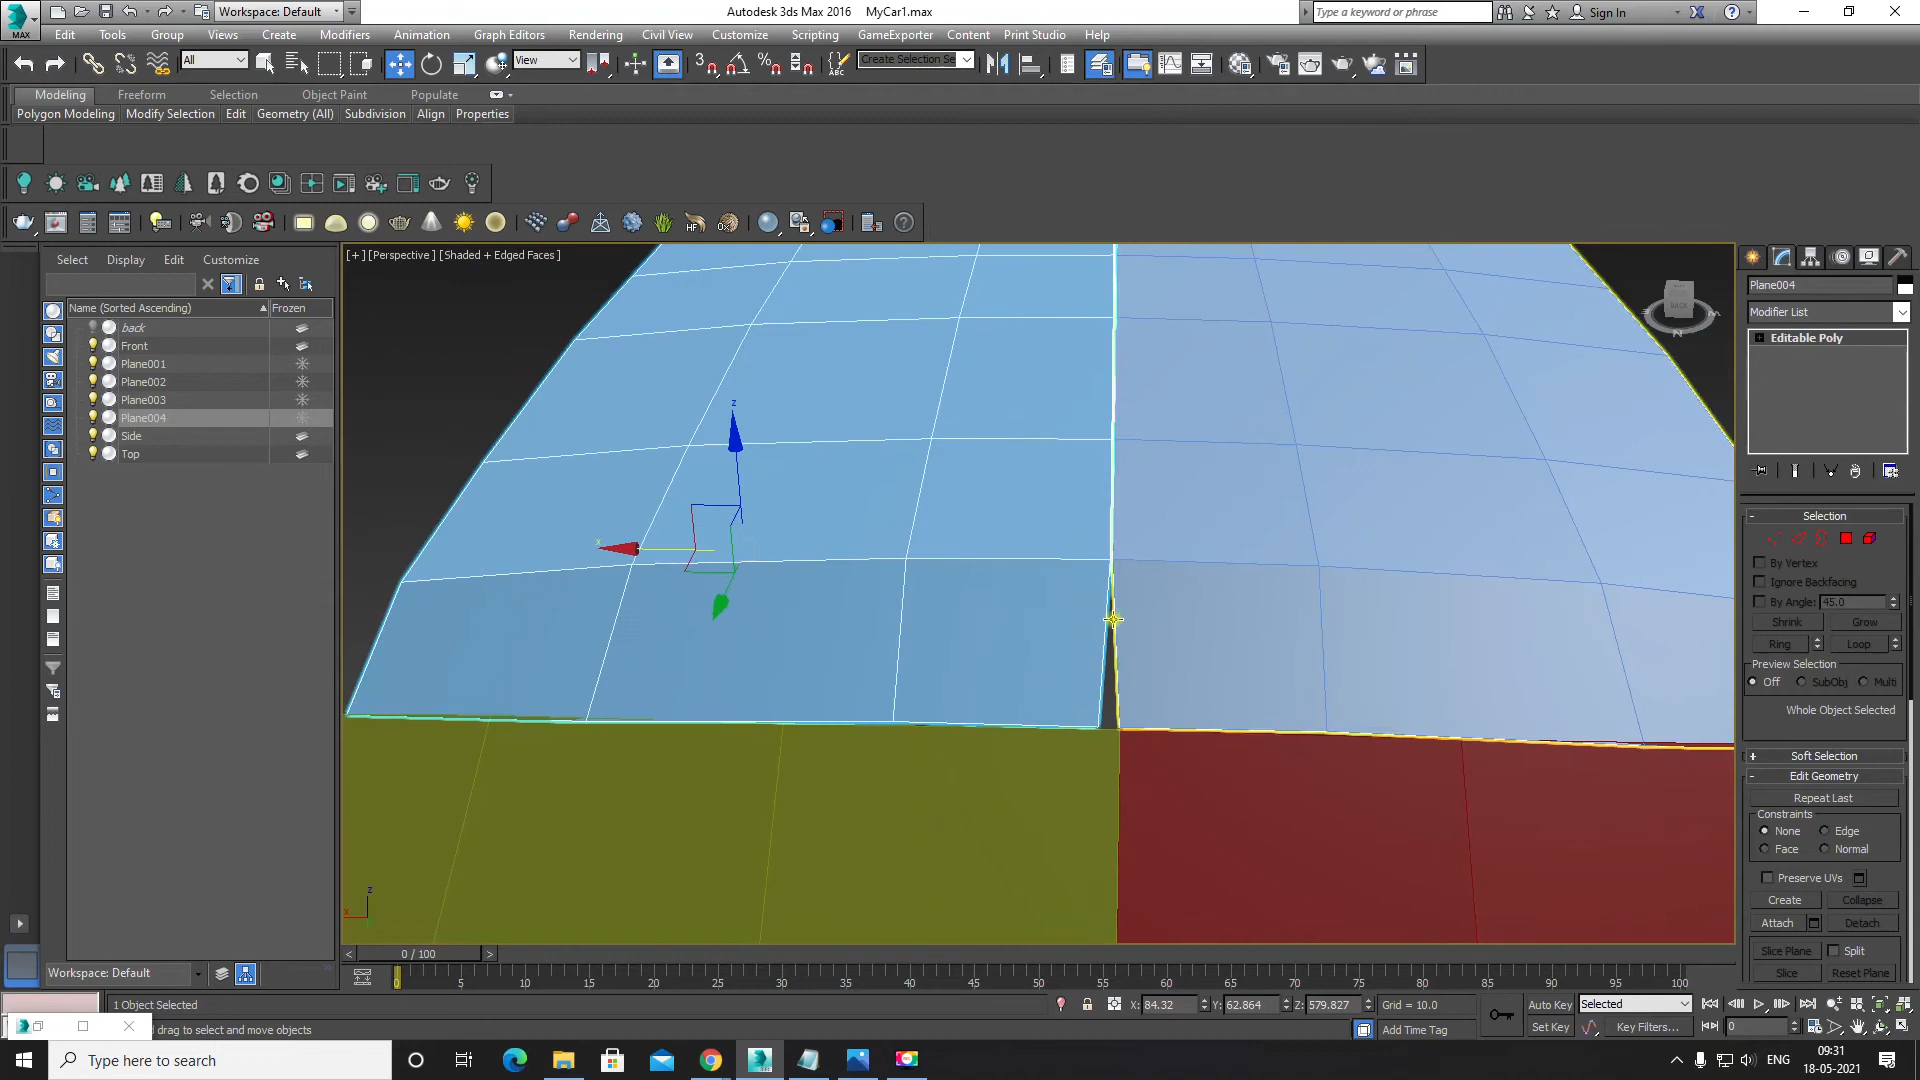 MAX
Workspace: Default
Autodesk 3ds Max 2016 MyCar1.max
Type a keyword or phrase
Sign In
Edit Tools Group Views Create Modifiers Animation Graph Editors Rendering Civil View Customize Scripting GameExporter Content Print Studio Help
All
View
3
ABC
Create Selection Se
Modeling Freeform Selection Object Paint Populate
Polygon Modeling Modify Selection Edit Geometry (All) Subdivision Align Properties
HF
Select Display Edit Customize
[+] [Perspective] [Shaded + Edged Faces]
Name (Sorted Ascending) Frozen
back
Front
Plane001
Plane002
Plane003
Plane004
Side
Top
z
x
BACK
N
z
x
Plane004
Modifier List
Editable Poly
Selection
By Vertex
Ignore Backfacing
By Angle: 45.0
Shrink Grow
Ring Loop
Preview Selection
Off SubObj Multi
Whole Object Selected
Soft Selection
Edit Geometry
Repeat Last
Constraints
None Edge
Face Normal
Preserve UVs
Create Collapse
Attach Detach
Slice Plane Split
Slice Reset Plane
0 / 100
Workspace: Default
0 5 10 15 20 25 30 35 40 45 50 55 60 65 70 75 80 85 90 95 100
1 Object Selected
X: 84.32 Y: 62.864 Z: 579.827 Grid = 10.0
Auto Key Selected
d drag to select and move objects
Add Time Tag
Set Key Key Filters... 0
Type here to search
ENG
09:31
18-05-2021